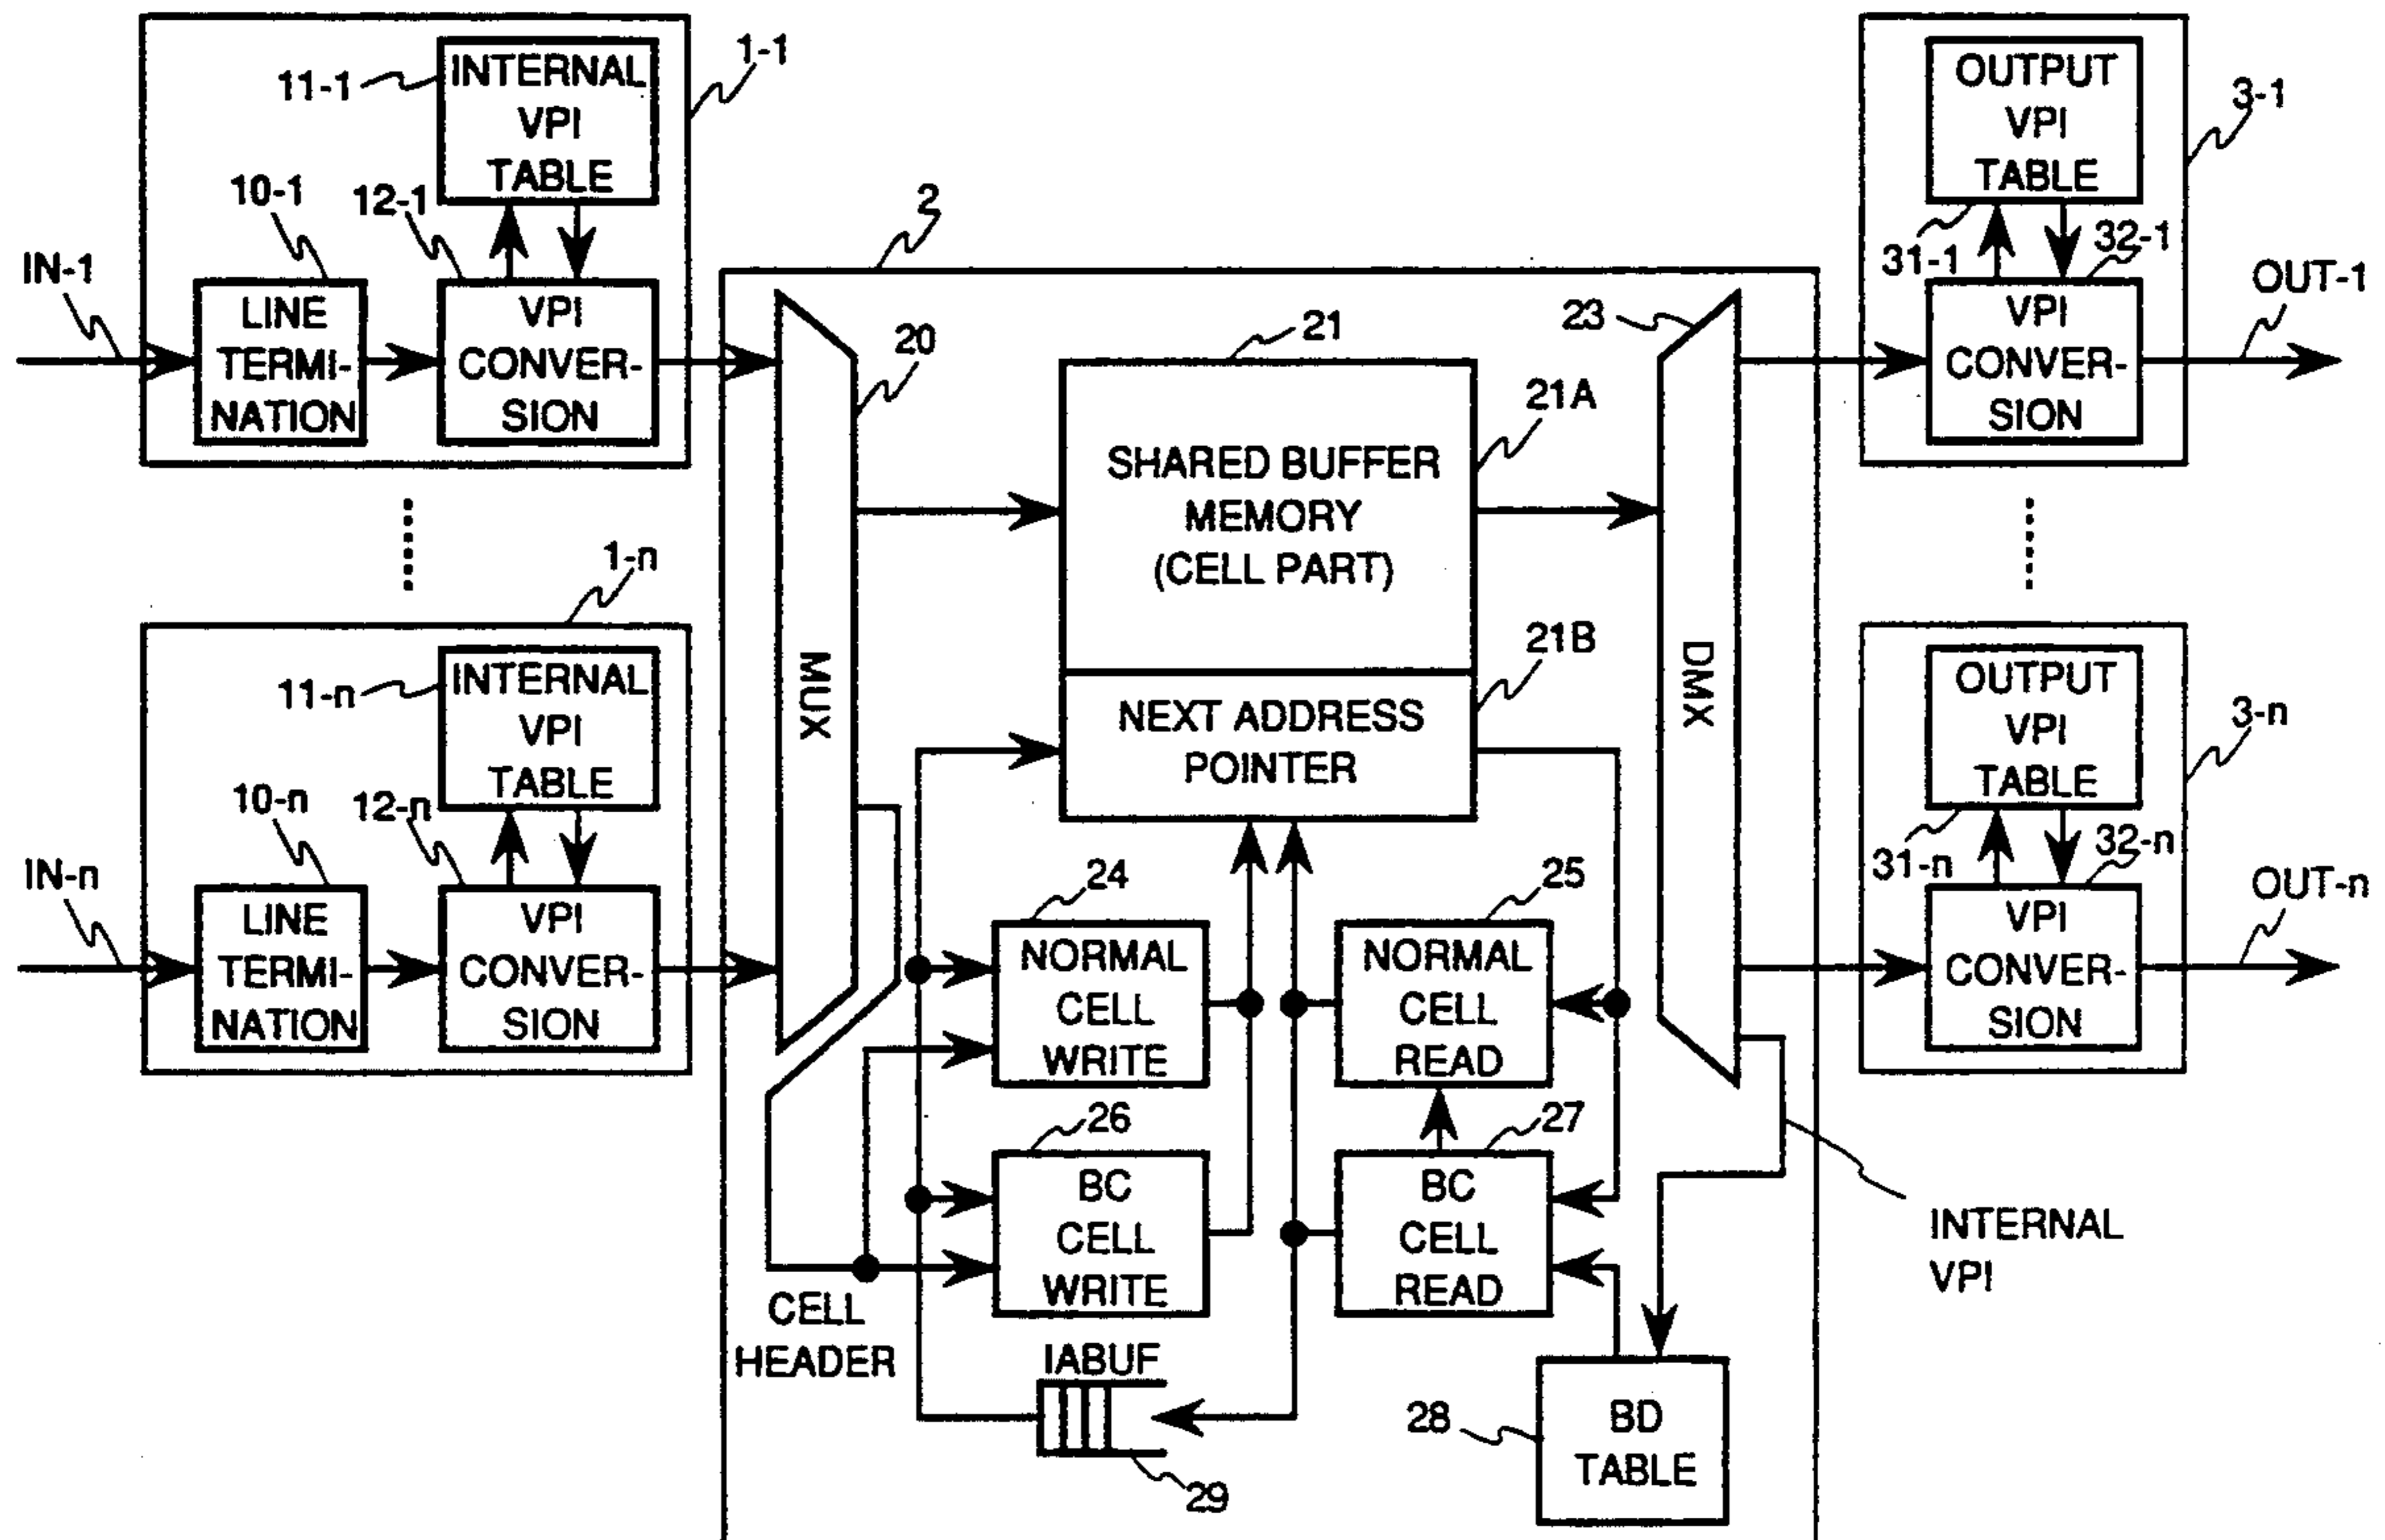 1-1
11-1
INTERNAL
VPI
TABLE
10-1
12-1
IN-1
LINE
TERMI-
NATION
VPI
CONVER-
SION
1-n
11-n
INTERNAL
VPI
TABLE
10-n
12-n
IN-n
LINE
TERMI-
NATION
VPI
CONVER-
SION
2
20
MUX
21
21A
SHARED BUFFER
MEMORY
(CELL PART)
21B
NEXT ADDRESS
POINTER
23
DMX
24
NORMAL
CELL
WRITE
25
NORMAL
CELL
READ
26
BC
CELL
WRITE
27
BC
CELL
READ
CELL
HEADER
IABUF
29
28
BD
TABLE
INTERNAL
VPI
OUTPUT
VPI
TABLE
3-1
31-1
32-1
VPI
CONVER-
SION
OUT-1
OUTPUT
VPI
TABLE
3-n
31-n
32-n
VPI
CONVER-
SION
OUT-n